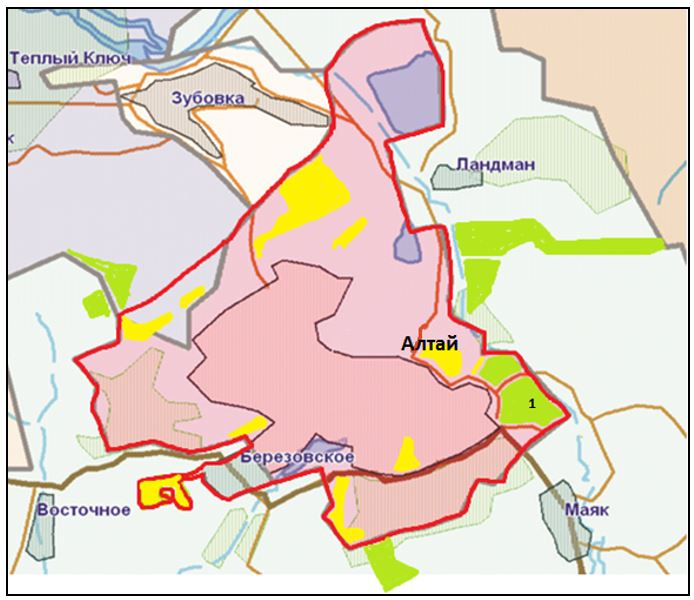 Теплый Ключ
Зубовка
к
Ландман
Алтай
1
Березовское
Восточное
Маяк